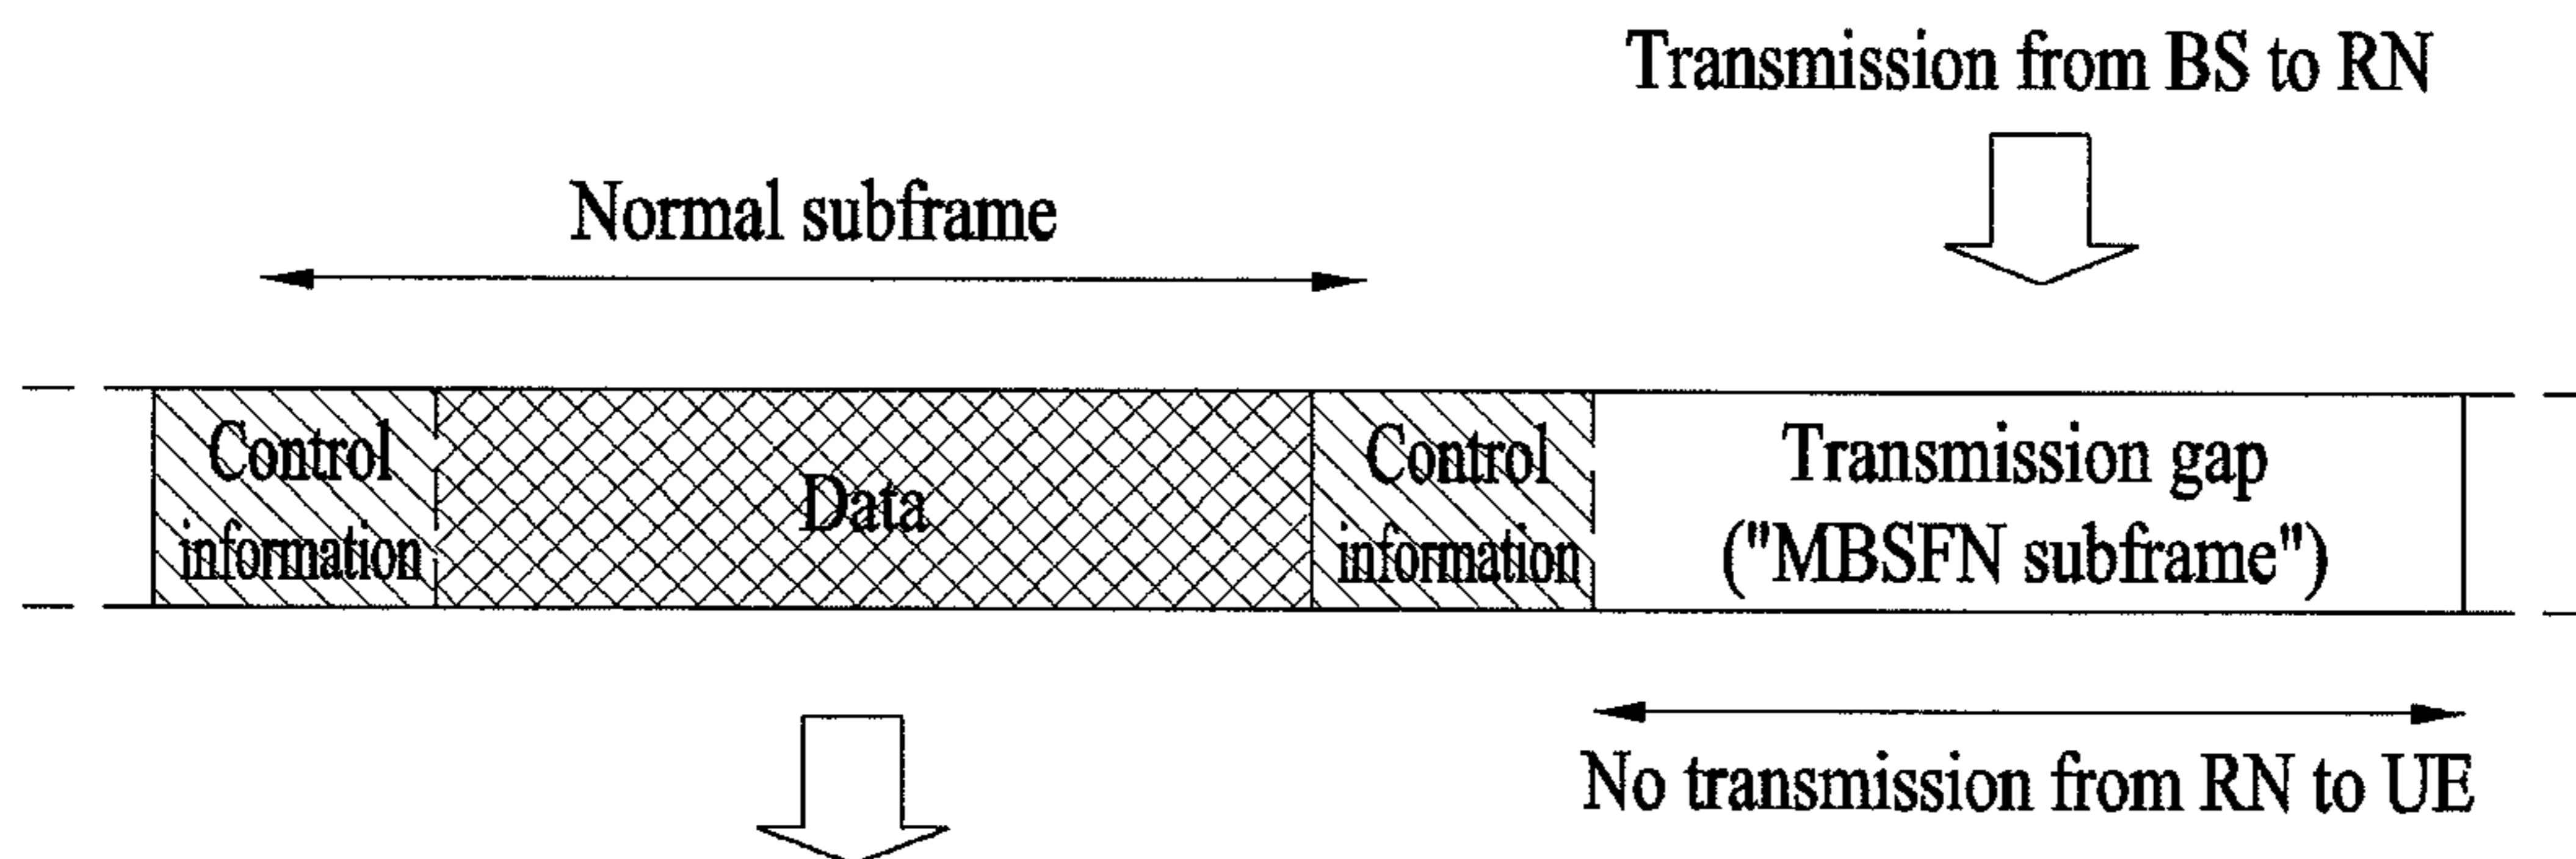 Transmission from BS to RN
Normal subframe
Control
information
Data
Control
information
Transmission gap
("MBSFN subframe")
No transmission from RN to UE